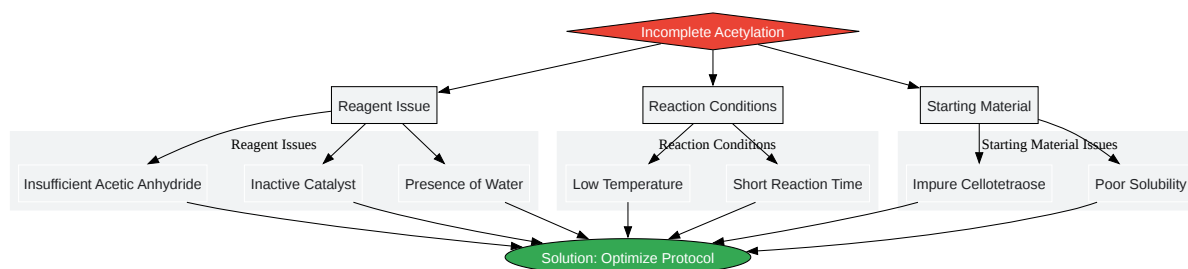 Incomplete Acetylation
Reagent Issue
Reaction Conditions
Starting Material
Reagent Issues
Reaction Conditions
Starting Material Issues
Insufficient Acetic Anhydride
Inactive Catalyst
Presence of Water
Low Temperature
Short Reaction Time
Impure Cellotetraose
Poor Solubility
Solution: Optimize Protocol